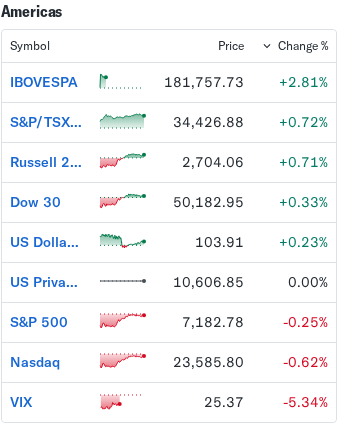 Americas
Symbol Price Change %
IBOVESPA 181,757.73 +2.81%
S&P/TSX... 34,426.88 +0.72%
Russell 2... 2,704.06 +0.71%
Dow 30 50,182.95 +0.33%
US Dolla... 103.91 +0.23%
US Priva... 10,606.85 0.00%
S&P 500 7,182.78 -0.25%
Nasdaq 23,585.80 -0.62%
VIX 25.37 -5.34%